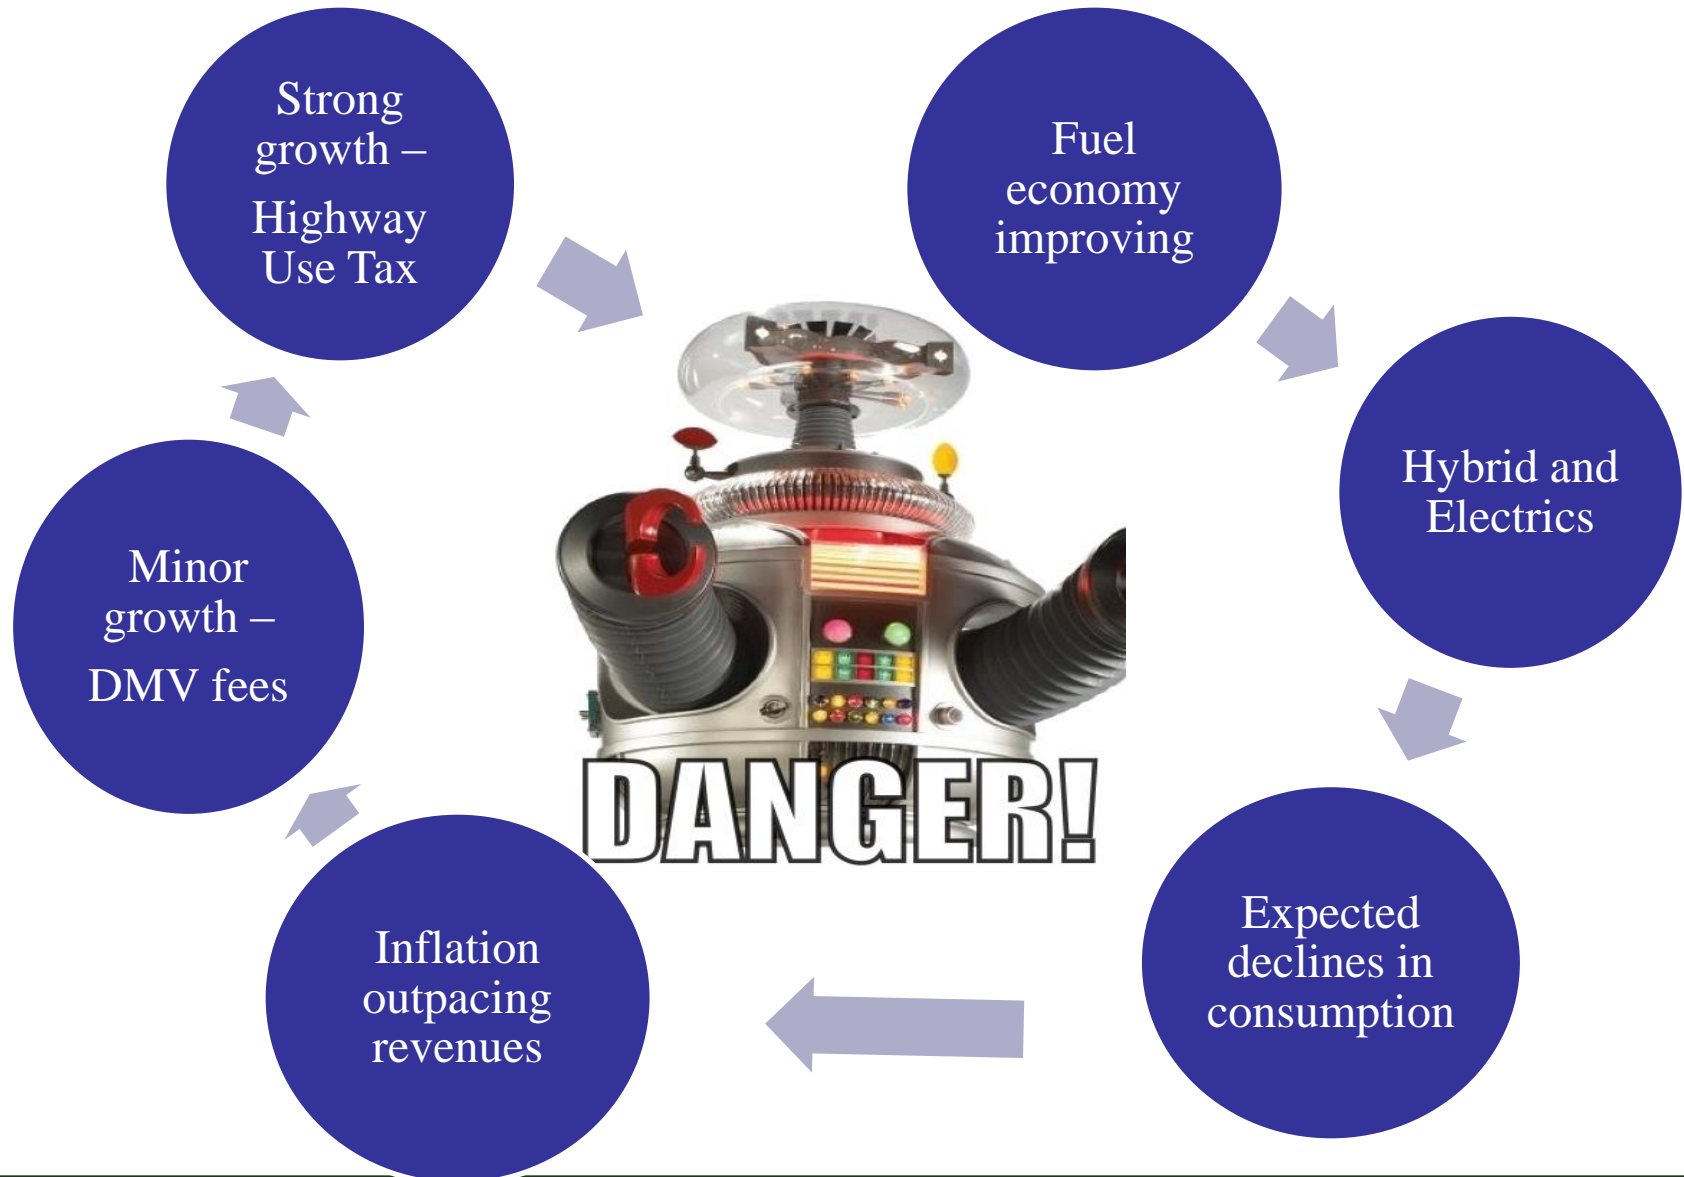 Strong
growth –
Highway
Use Tax
Fuel
economy
improving
Hybrid and
Electrics
Expected
declines in
consumption
Inflation
outpacing
revenues
Minor
growth –
DMV fees
DANGER!